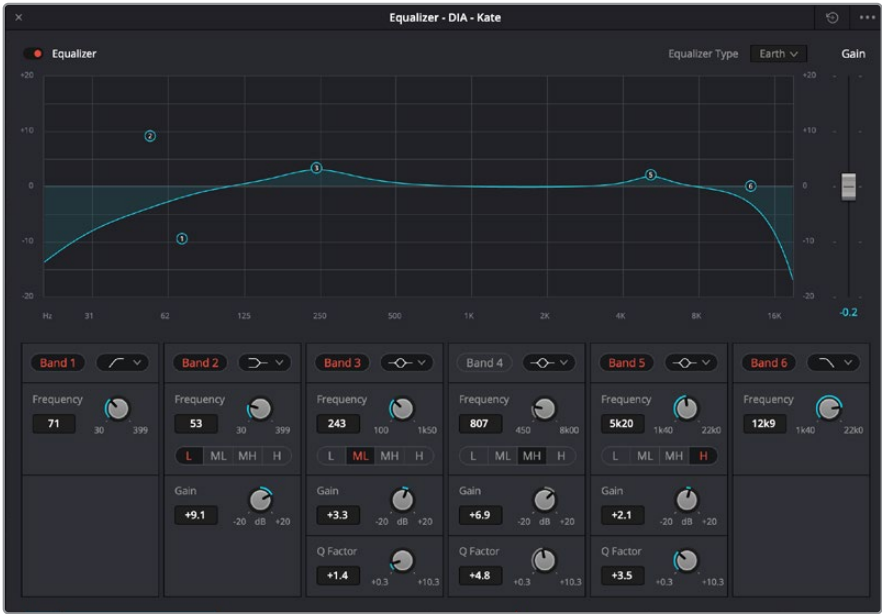 Equalizer - DIA - Kate
Equalizer
Equalizer Type Earth Gain
+20 +20
2
+10 +10
3
5
6
0 0
1
-10 -10
-20 -20
Hz 31 62 125 250 500 1K 2K 4K 8K 16K
-0.2
Band 1 Band 2 Band 3 Band 4 Band 5 Band 6
Frequency Frequency Frequency Frequency Frequency Frequency
71 53 243 807 5k20 12k9
30 399 30 399 100 1k50 450 8k00 1k40 22k0 1k40 22k0
L ML MH H L ML MH H L ML MH H L ML MH H
Gain Gain Gain Gain
+9.1 +3.3 +6.9 +2.1
-20 dB +20 -20 dB +20 -20 dB +20 -20 dB +20
Q Factor Q Factor Q Factor
+1.4 +4.8 +3.5
+0.3 +10.3 +0.3 +10.3 +0.3 +10.3